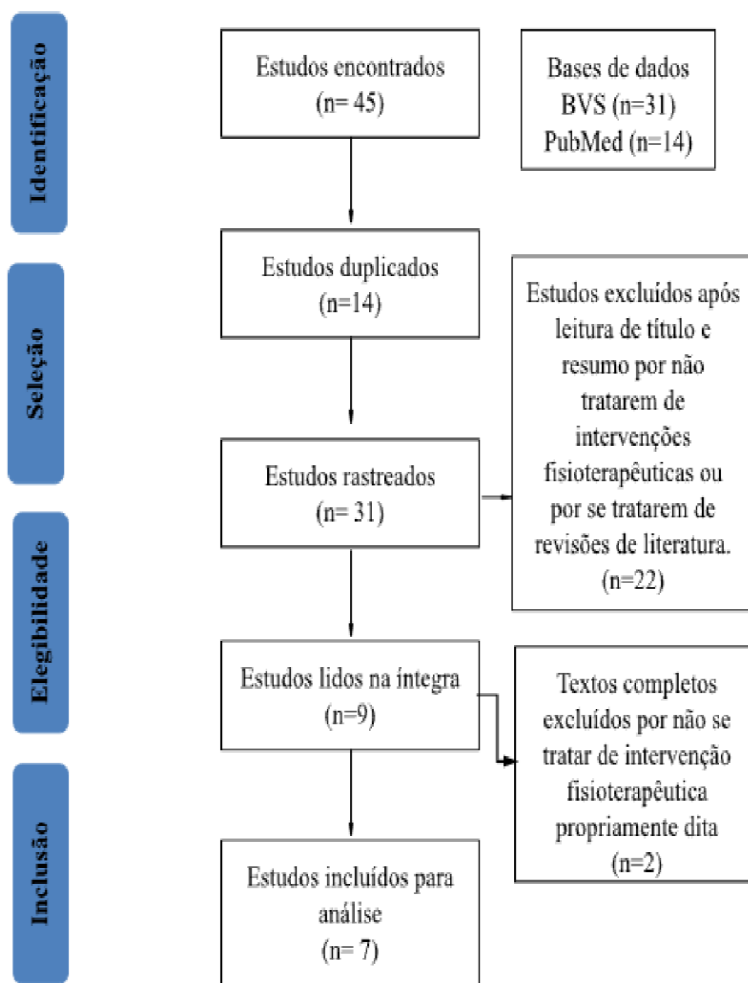 Identificação
Estudos encontrados
(n= 45)
Bases de dados
BVS (n=31)
PubMed (n=14)
Seleção
Estudos duplicados
(n=14)
Estudos rastreados
(n= 31)
Estudos excluídos após
leitura de título e
resumo por não
tratarem de
intervenções
fisioterapêuticas ou
por se tratarem de
revisões de literatura.
(n=22)
Elegibilidade
Estudos lidos na íntegra
(n=9)
Textos completos
excluídos por não se
tratar de intervenção
fisioterapêutica
propriamente dita
(n=2)
Inclusão
Estudos incluídos para
análise
(n= 7)